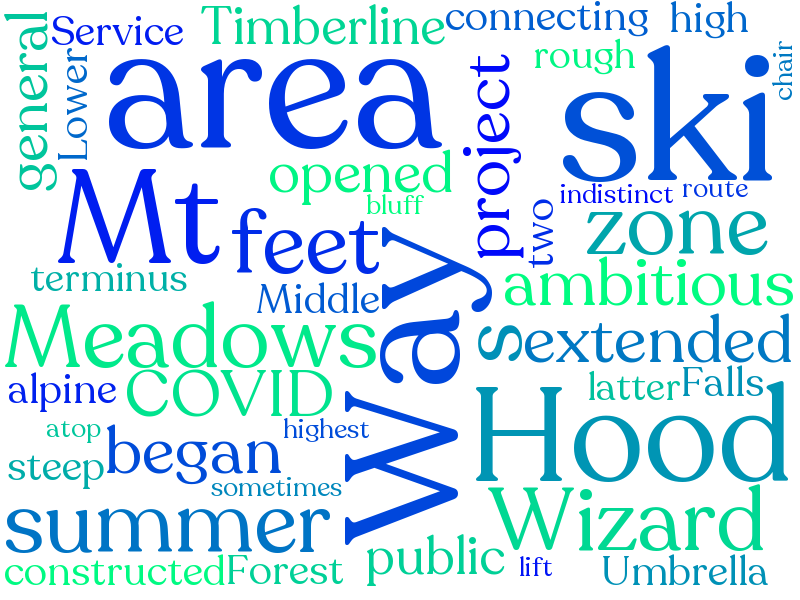 general
Service
Timberline
connecting
high
Lower
area
project
rough
ski
chair
opened
Mt
bluff
indistinct
route
two
feet
zone
terminus
Middle
Way
ambitious
Meadows
s
extended
alpine
COVID
latter
Falls
atop
began
highest
Hood
steep
sometimes
summer
Wizard
constructed
Forest
public
lift
Umbrella